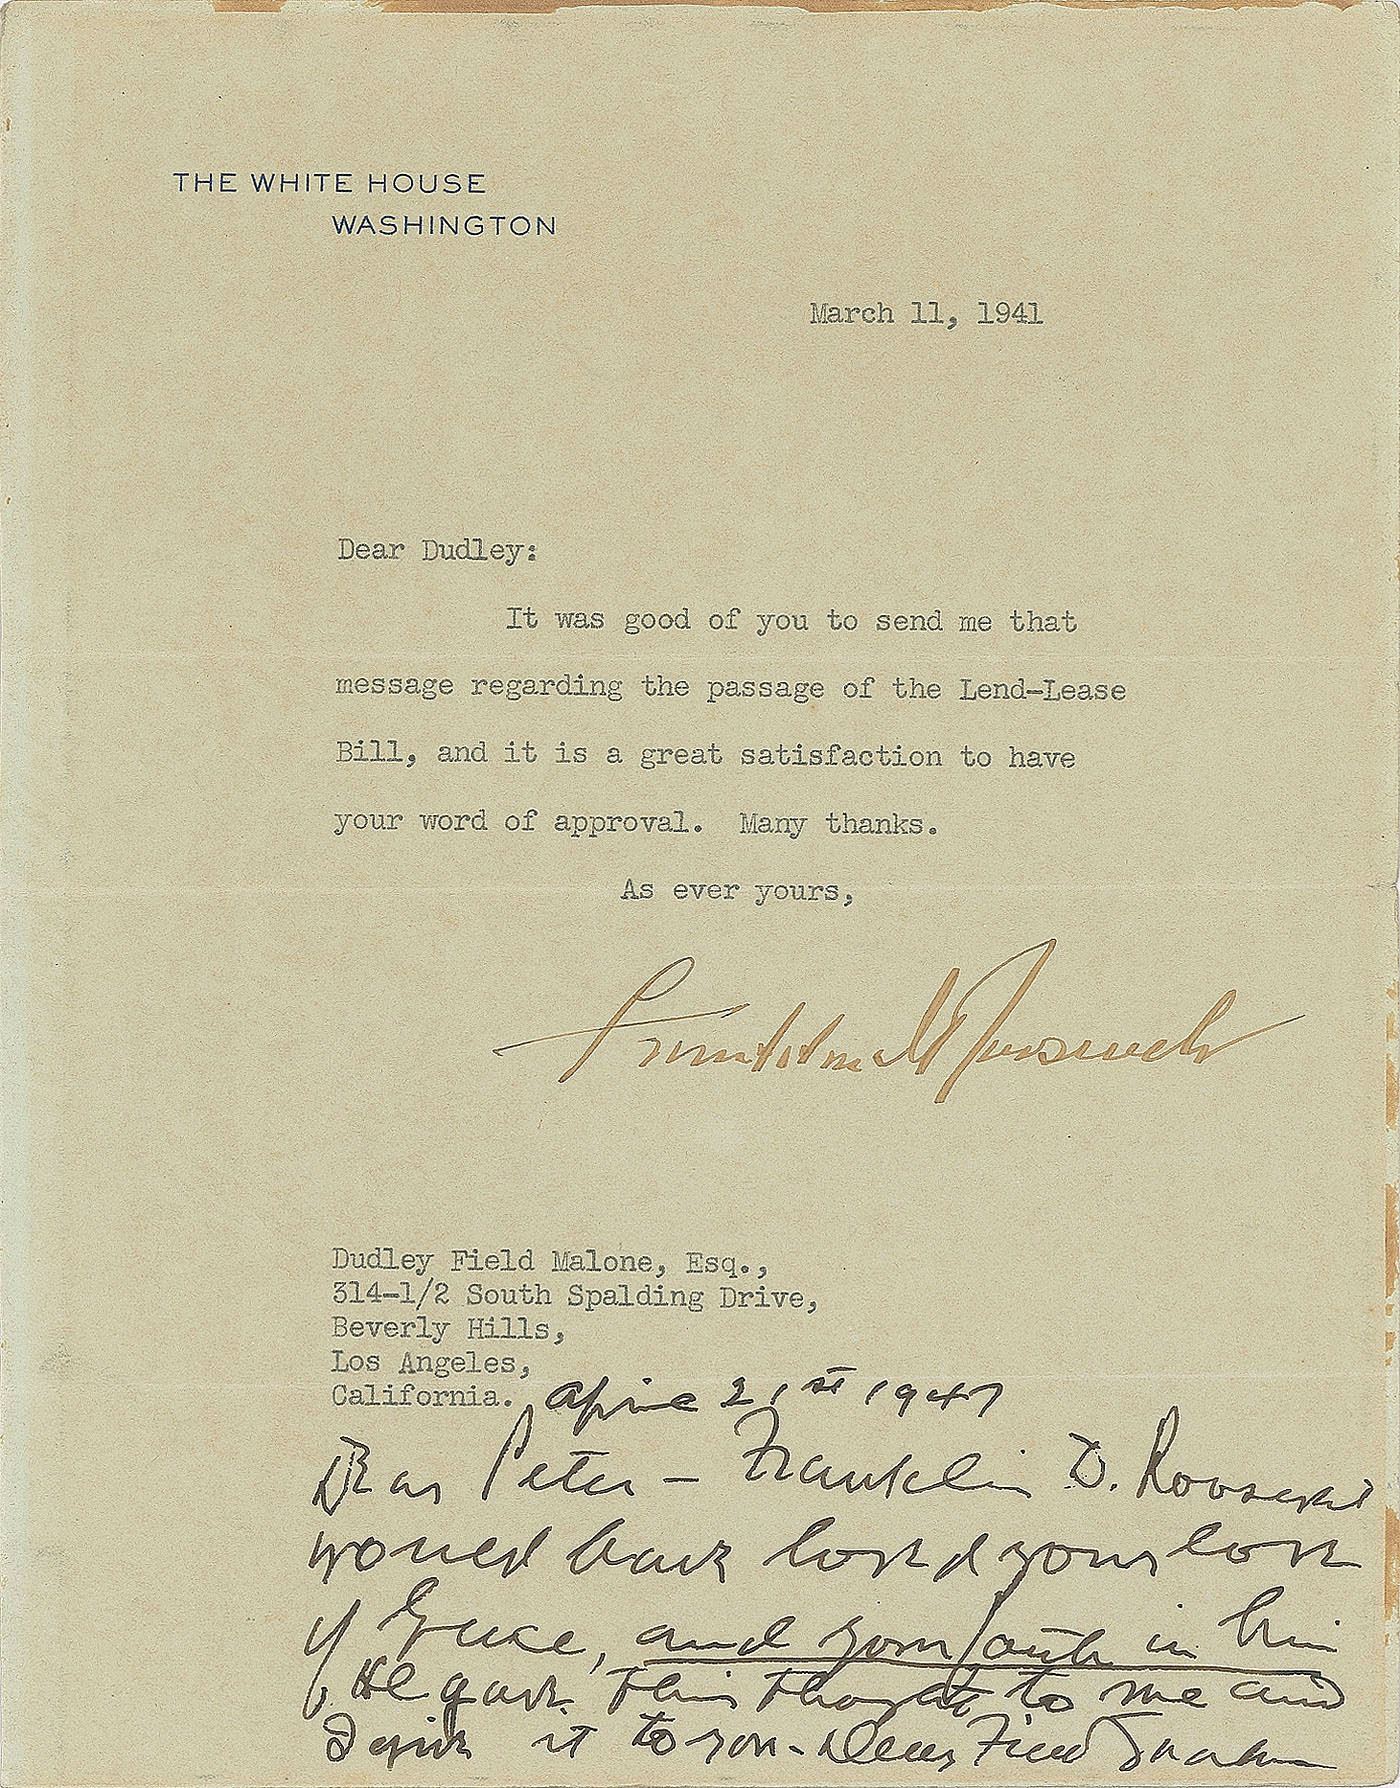 THE WHITE HOUSE
WASHINGTON
March 11, 1941
Dear Dudley:
It was good of you to send me that
message regarding the passage of the Lend-Lease
Bill, and it is a great satisfaction to have
your word of approval.  Many thanks.
As ever yours,
Franklin D Roosevelt
Dudley Field Malone, Esq.,
314-1/2 South Spalding Drive,
Beverly Hills,
Los Angeles,
California. April 21st 1947
Dear Peter - Franklin D. Roosevelt
would have loved your love
of Grace, and your faith in him
He gave this thought to me and
I give it to you - Dudley Field Malone